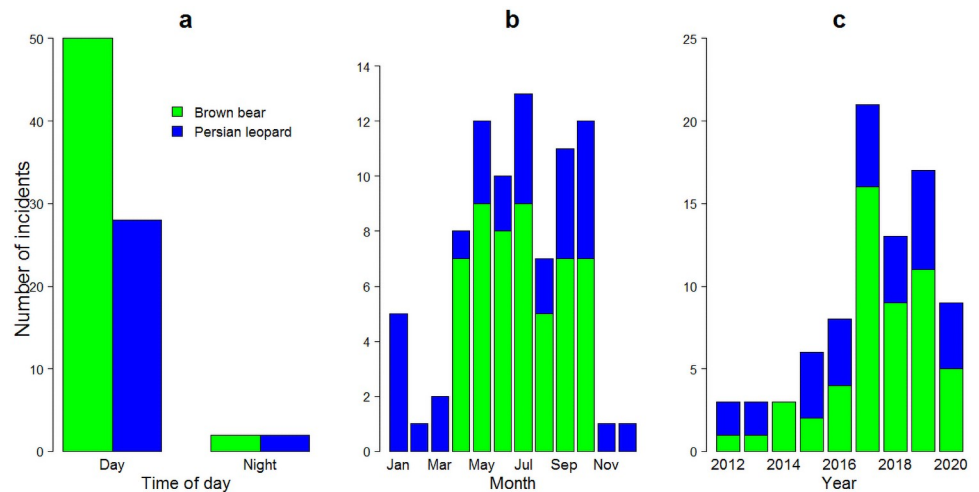 a
b
c
Number of incidents
50
40
30
20
10
0
Brown bear
Persian leopard
Day
Night
Time of day
14
12
10
8
6
4
2
0
Jan
Mar
May
Jul
Sep
Nov
Month
25
20
15
10
5
0
2012
2014
2016
2018
2020
Year